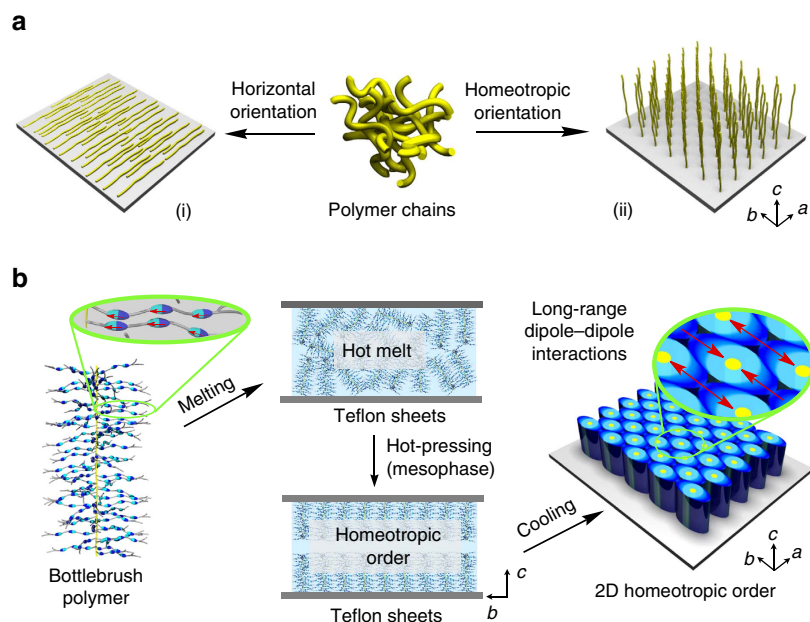 a
Horizontal
orientation
Homeotropic
orientation
(i)
Polymer chains
(ii)
c
b
a
b
Melting
Hot melt
Teflon sheets
Hot-pressing
(mesophase)
Homeotropic
order
Teflon sheets
c
b
Bottlebrush
polymer
Cooling
Long-range
dipole–dipole
interactions
c
b
a
2D homeotropic order